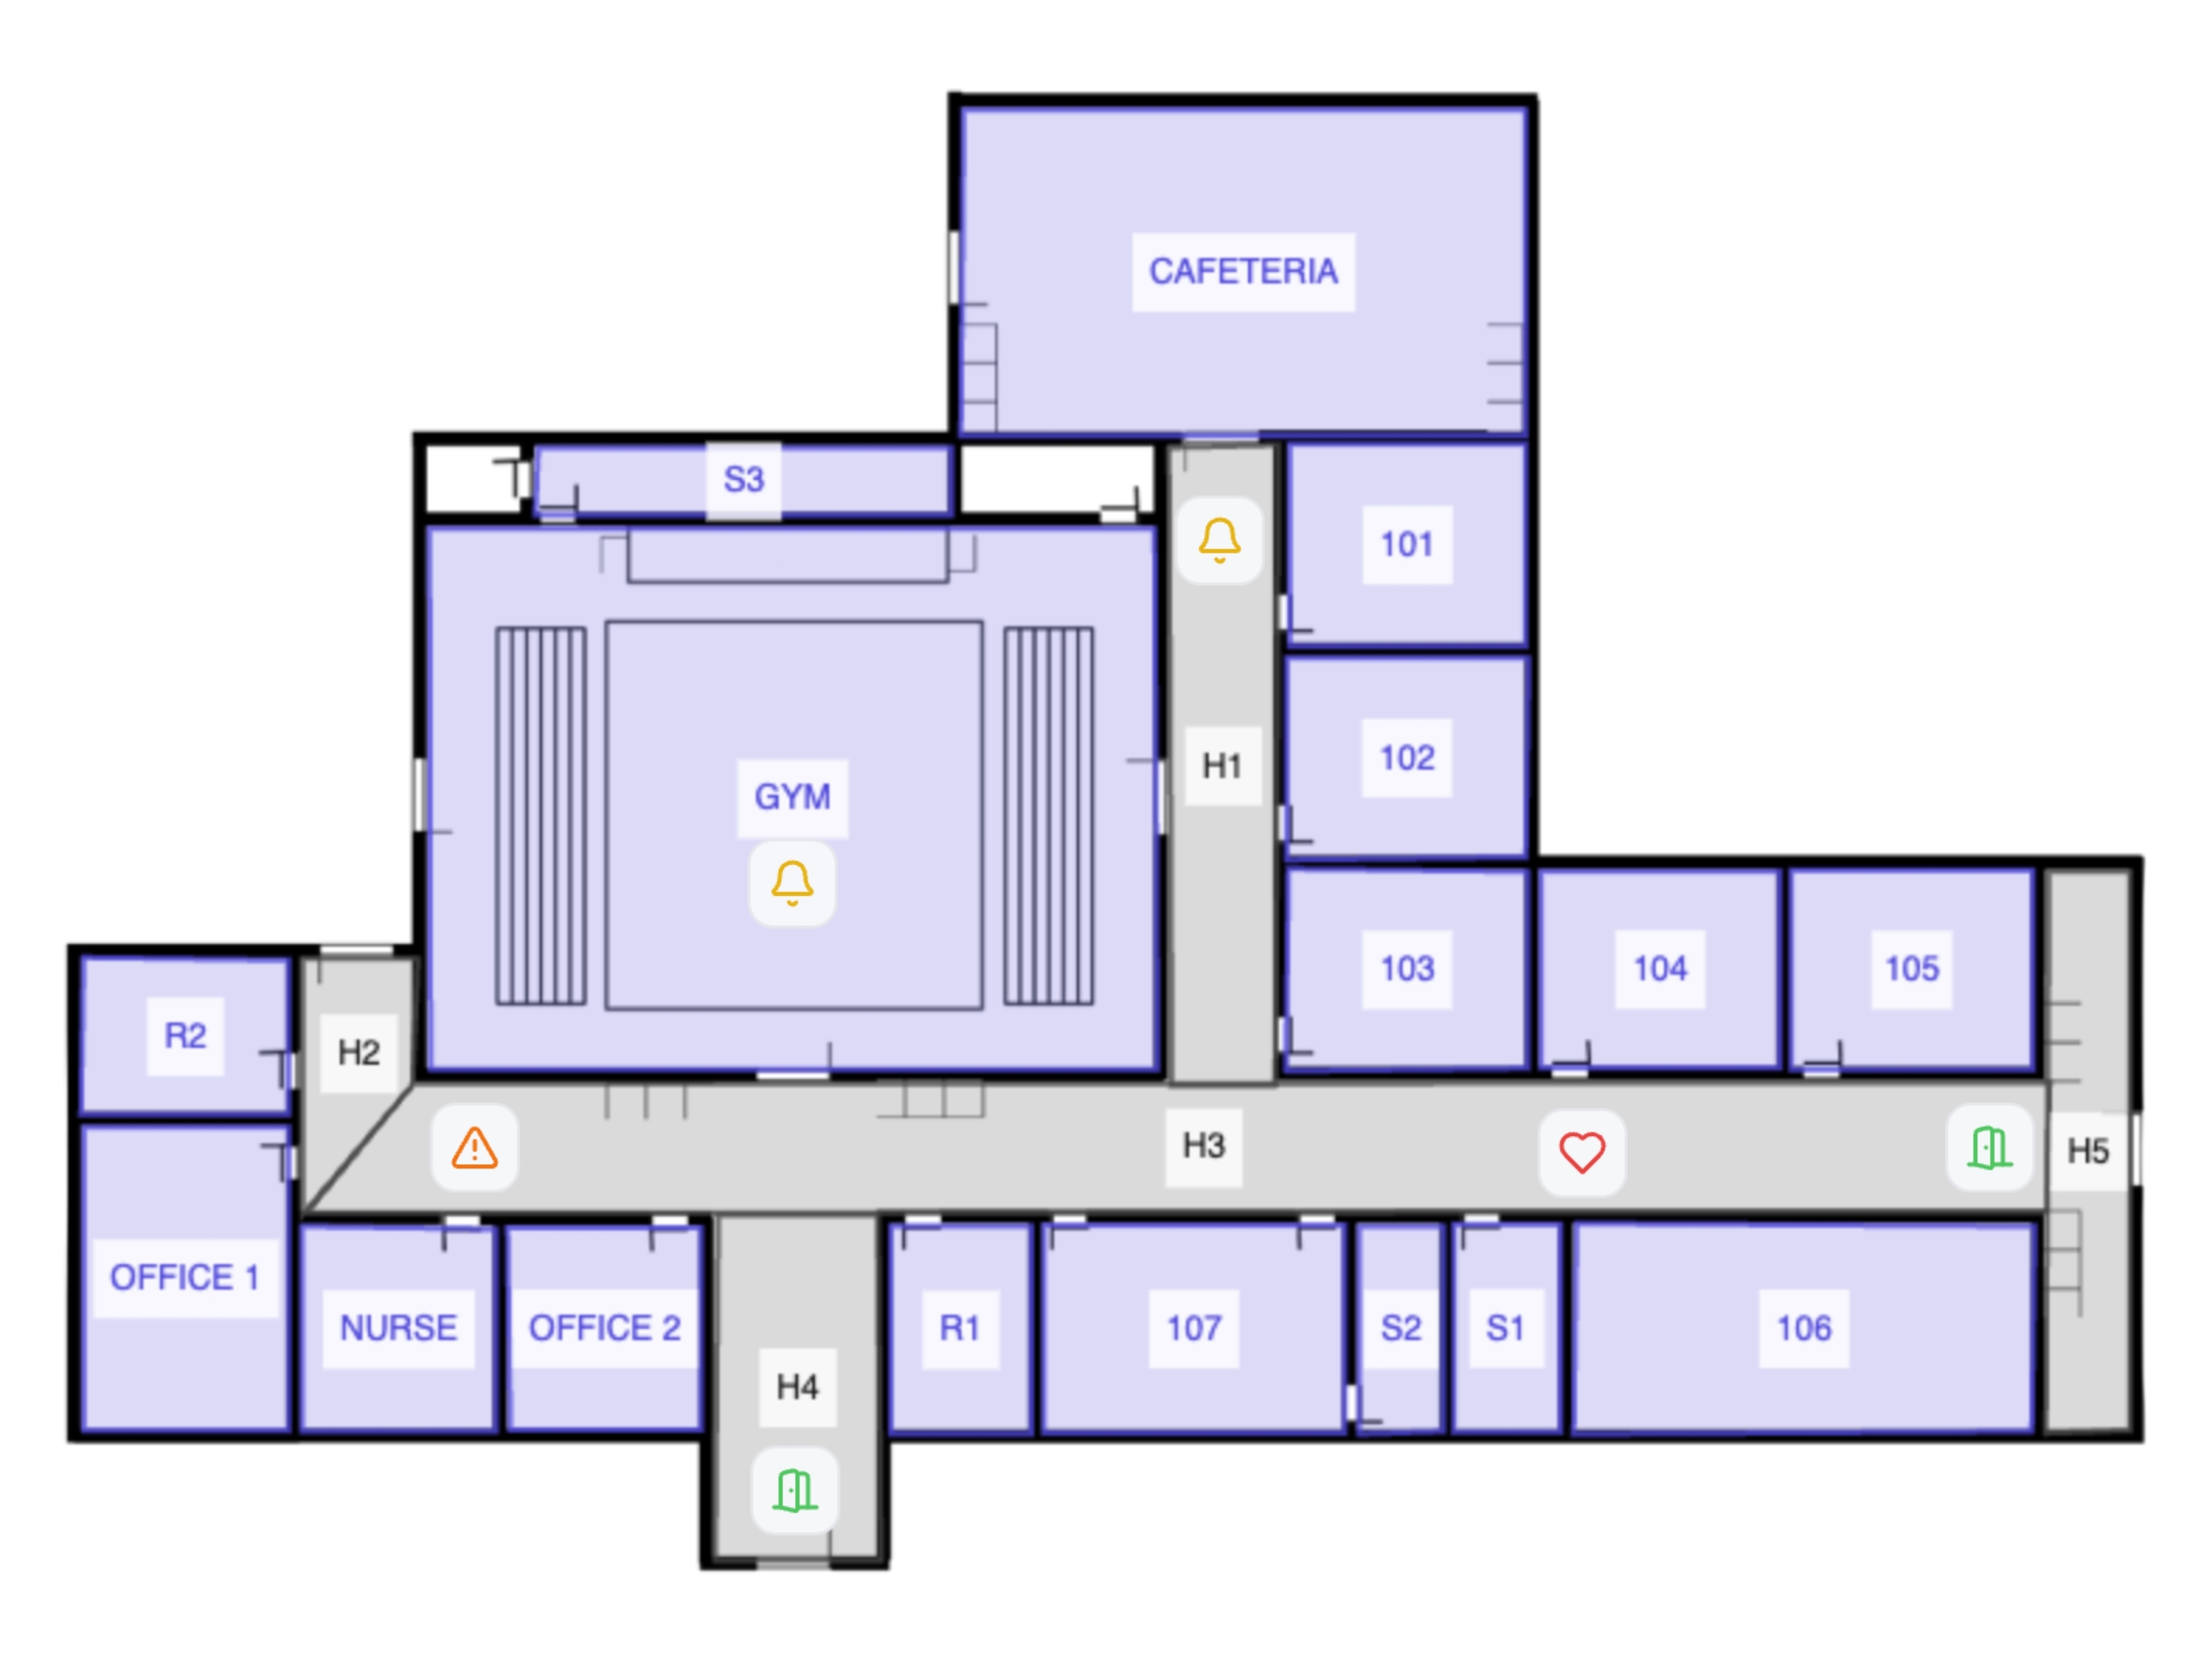 CAFETERIA
S3
101
102
H1
GYM
103
104
105
R2
H2
H3
H5
OFFICE 1
NURSE
OFFICE 2
H4
R1
107
S2
S1
106